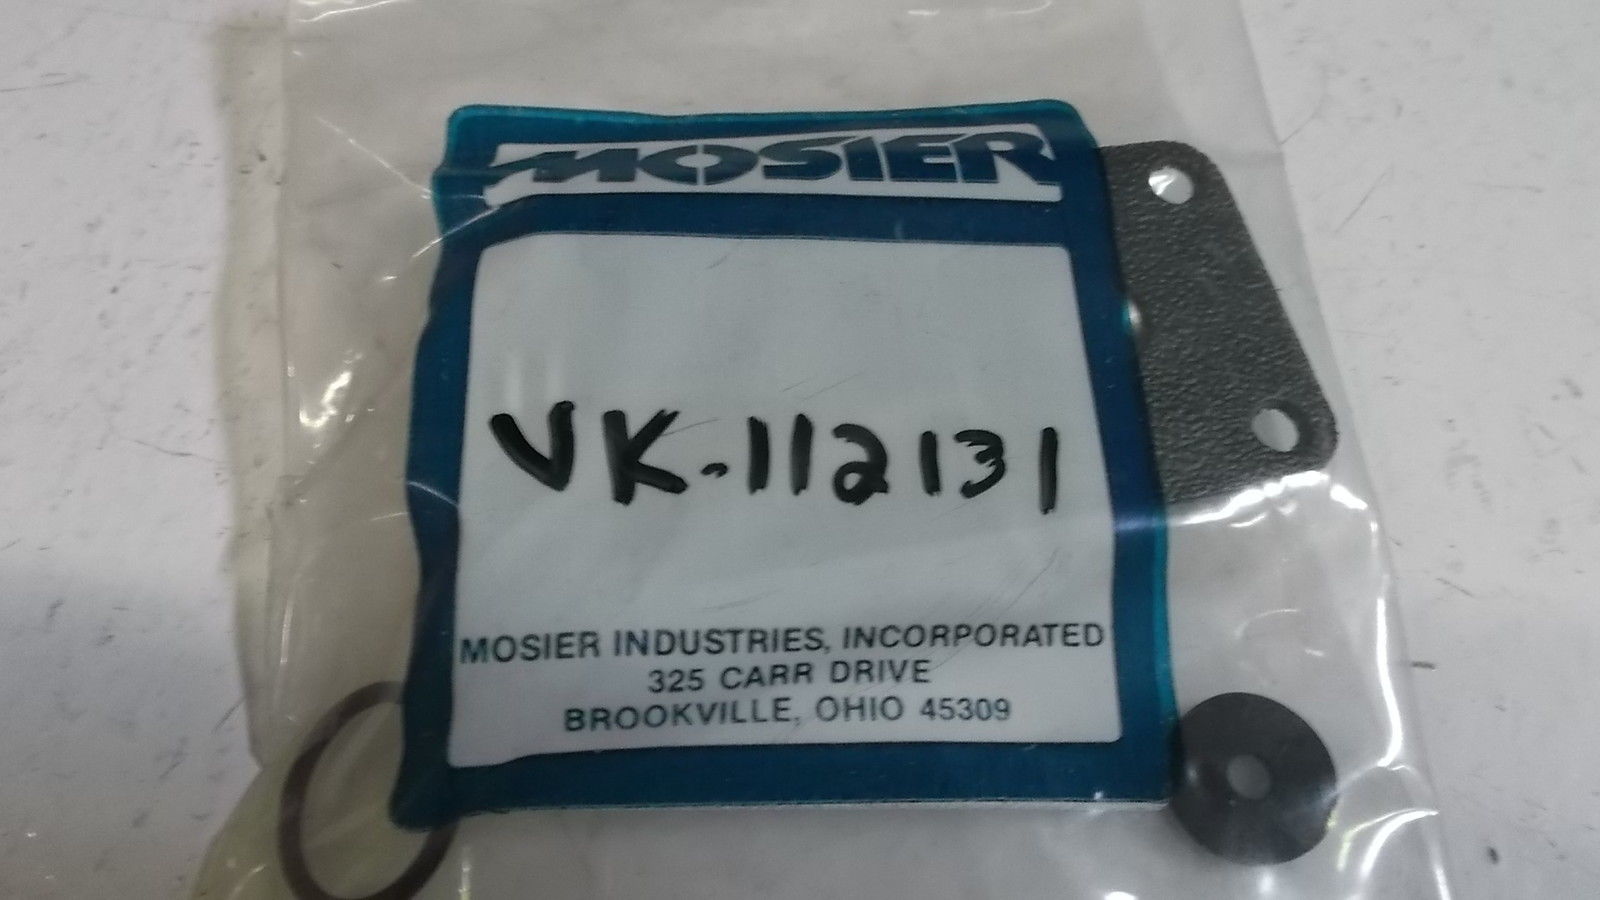 MOSIER
VK-112131
MOSIER INDUSTRIES, INCORPORATED
325 CARR DRIVE
BROOKVILLE, OHIO 45309